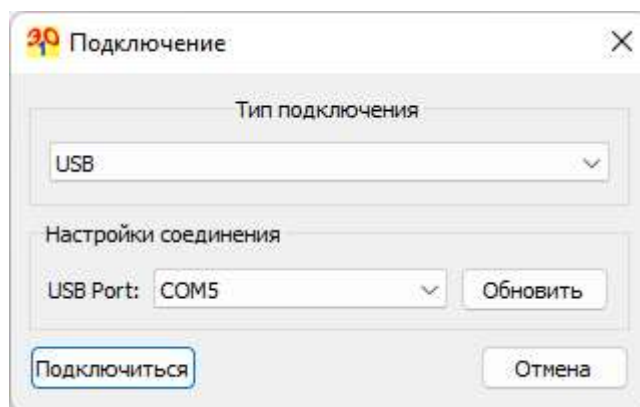 Подключение
Тип подключения
USB
Настройки соединения
USB Port: COM5 Обновить
Подключиться Отмена